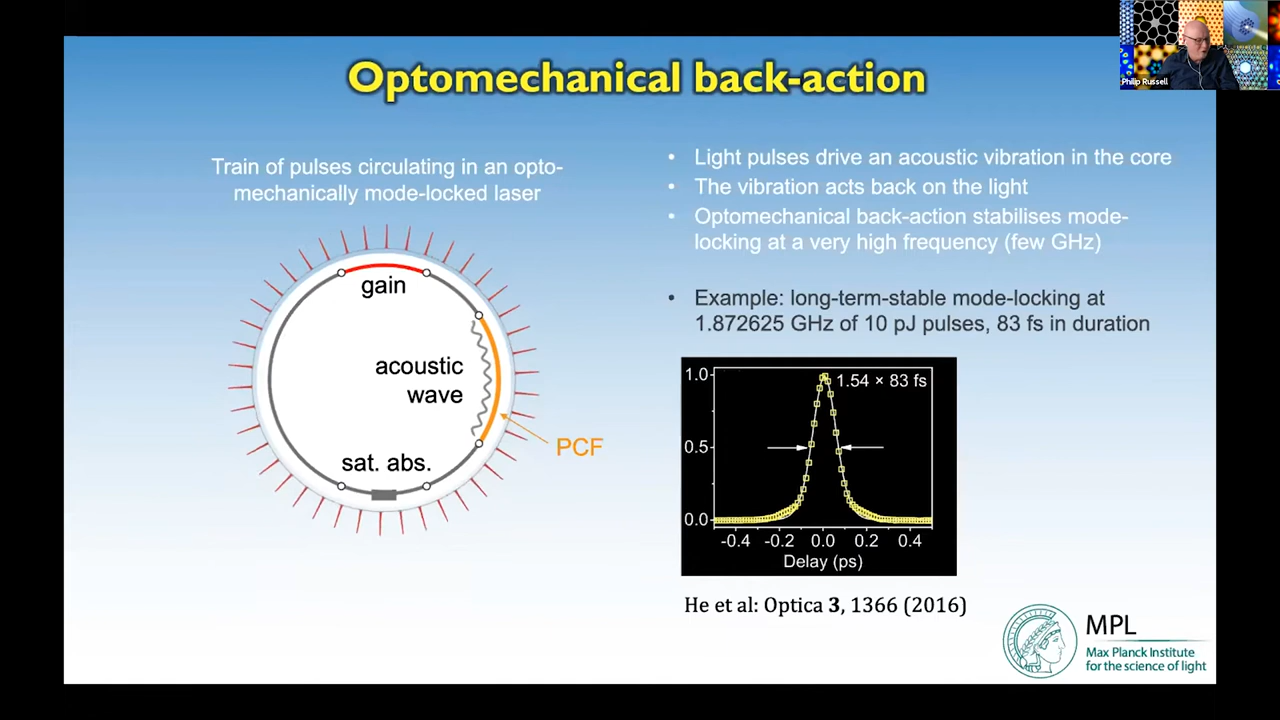 Philip Russell
Optomechanical back-action
Train of pulses circulating in an opto-
mechanically mode-locked laser
gain
acoustic
wave
sat. abs.
PCF
• Light pulses drive an acoustic vibration in the core
• The vibration acts back on the light
• Optomechanical back-action stabilises mode-
locking at a very high frequency (few GHz)
• Example: long-term-stable mode-locking at
1.872625 GHz of 10 pJ pulses, 83 fs in duration
1.0
1.54 × 83 fs
0.5
0.0
-0.4 -0.2 0.0 0.2 0.4
Delay (ps)
He et al: Optica 3, 1366 (2016)
MPL
Max Planck Institute
for the science of light